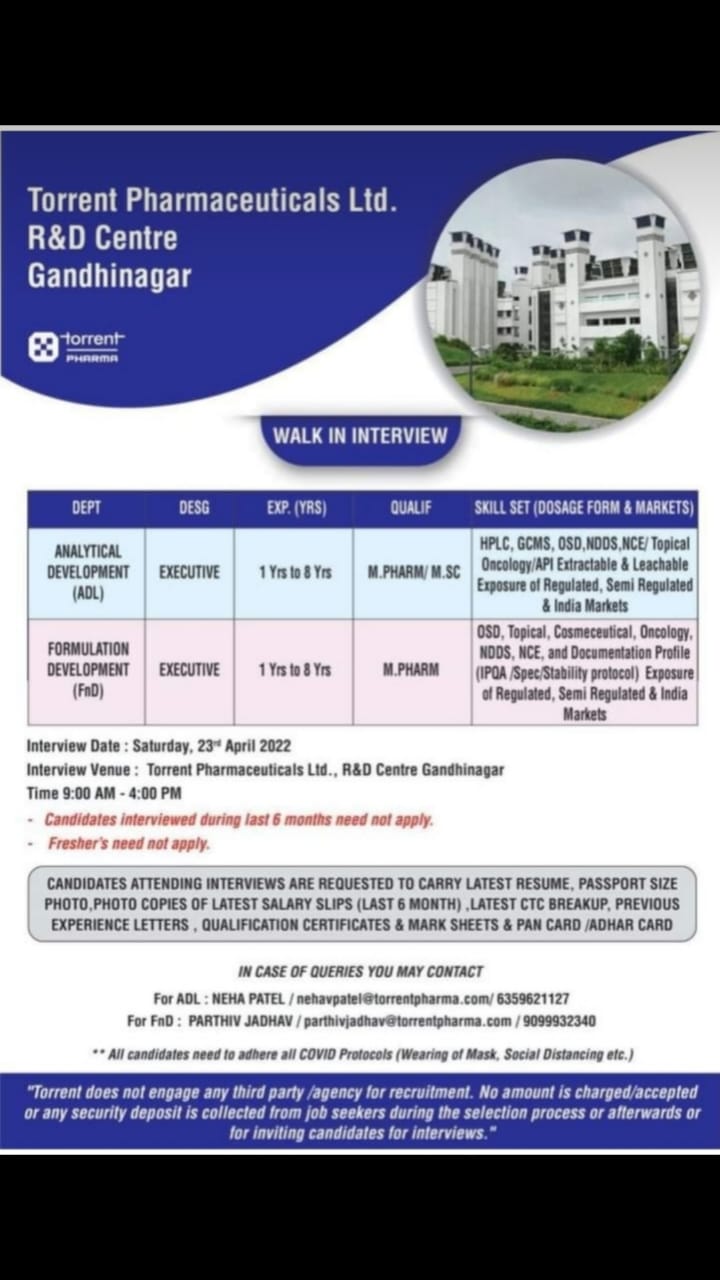 Torrent Pharmaceuticals Ltd.
R&D Centre
Gandhinagar
torrent
PHARMA
WALK IN INTERVIEW
DEPT DESG EXP. (YRS) QUALIF SKILL SET (DOSAGE FORM & MARKETS)
ANALYTICAL
DEVELOPMENT
(ADL)
EXECUTIVE
1 Yrs to 8 Yrs
M.PHARM/ M.SC
HPLC, GCMS, OSD,NDDS,NCE/ Topical
Oncology/API Extractable & Leachable
Exposure of Regulated, Semi Regulated
& India Markets
FORMULATION
DEVELOPMENT
(FnD)
EXECUTIVE
1 Yrs to 8 Yrs
M.PHARM
OSD, Topical, Cosmeceutical, Oncology,
NDDS, NCE, and Documentation Profile
(IPQA /Spec/Stability protocol) Exposure
of Regulated, Semi Regulated & India
Markets
Interview Date : Saturday, 23rd April 2022
Interview Venue : Torrent Pharmaceuticals Ltd., R&D Centre Gandhinagar
Time 9:00 AM - 4:00 PM
- Candidates interviewed during last 6 months need not apply.
- Fresher's need not apply.
CANDIDATES ATTENDING INTERVIEWS ARE REQUESTED TO CARRY LATEST RESUME, PASSPORT SIZE
PHOTO,PHOTO COPIES OF LATEST SALARY SLIPS (LAST 6 MONTH) ,LATEST CTC BREAKUP, PREVIOUS
EXPERIENCE LETTERS , QUALIFICATION CERTIFICATES & MARK SHEETS & PAN CARD /ADHAR CARD
IN CASE OF QUERIES YOU MAY CONTACT
For ADL : NEHA PATEL / nehavpatel@torrentpharma.com/ 6359621127
For FnD : PARTHIV JADHAV / parthivjadhav@torrentpharma.com / 9099932340
** All candidates need to adhere all COVID Protocols (Wearing of Mask, Social Distancing etc.)
"Torrent does not engage any third party /agency for recruitment. No amount is charged/accepted
or any security deposit is collected from job seekers during the selection process or afterwards or
for inviting candidates for interviews."